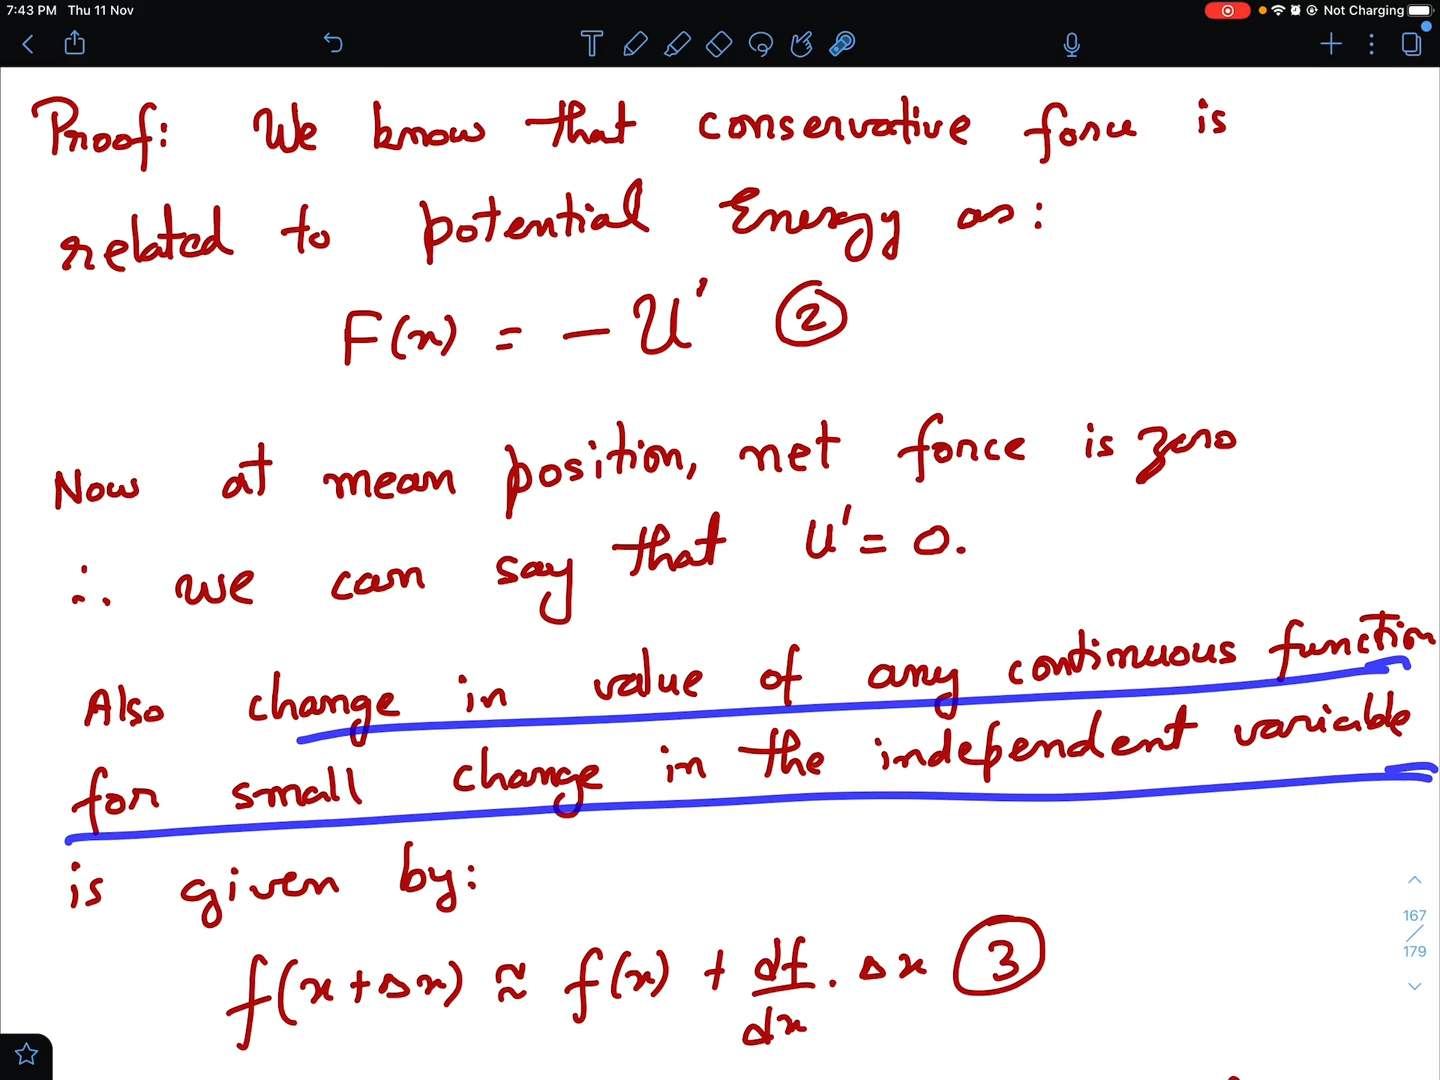 7:43 PM Thu 11 Nov
Not Charging
Proof: We know that conservative force is
related to potential Energy as:
F(x) = - U' ②
Now at mean position, net force is zero
∴ we can say that U' = 0.
Also change in value of any continuous function
for small change in the independent variable
is given by:
f(x+Δx) ≈ f(x) + df/dx . Δx ③
167
/
179